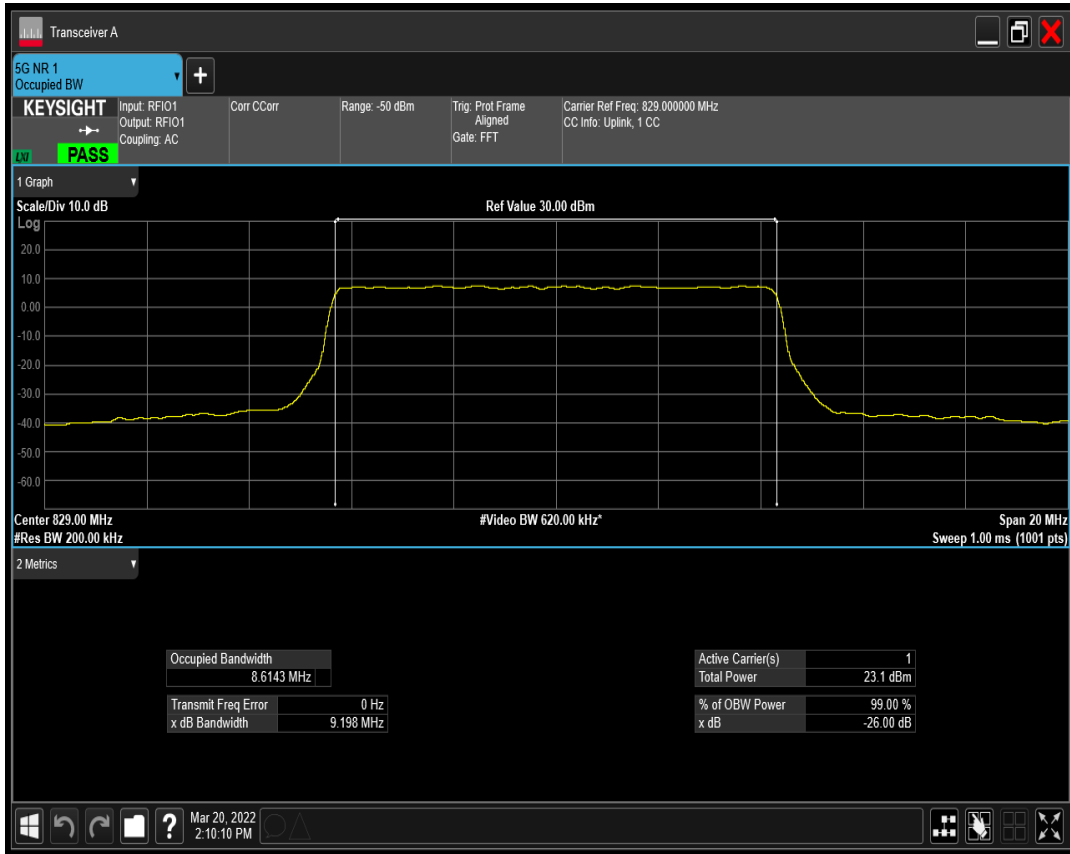 Transceiver A
5G NR 1
Occupied BW
KEYSIGHT
LXI
PASS
Input: RFIO1
Output: RFIO1
Coupling: AC
Corr CCorr
Range: -50 dBm
Trig: Prot Frame
Aligned
Gate: FFT
Carrier Ref Freq: 829.000000 MHz
CC Info: Uplink, 1 CC
1 Graph
Scale/Div 10.0 dB
Ref Value 30.00 dBm
Log
20.0
10.0
0.00
-10.0
-20.0
-30.0
-40.0
-50.0
-60.0
Center 829.00 MHz
#Video BW 620.00 kHz*
Span 20 MHz
#Res BW 200.00 kHz
Sweep 1.00 ms (1001 pts)
2 Metrics
Occupied Bandwidth
8.6143 MHz
Transmit Freq Error 0 Hz
x dB Bandwidth 9.198 MHz
Active Carrier(s) 1
Total Power 23.1 dBm
% of OBW Power 99.00 %
x dB -26.00 dB
Mar 20, 2022
2:10:10 PM